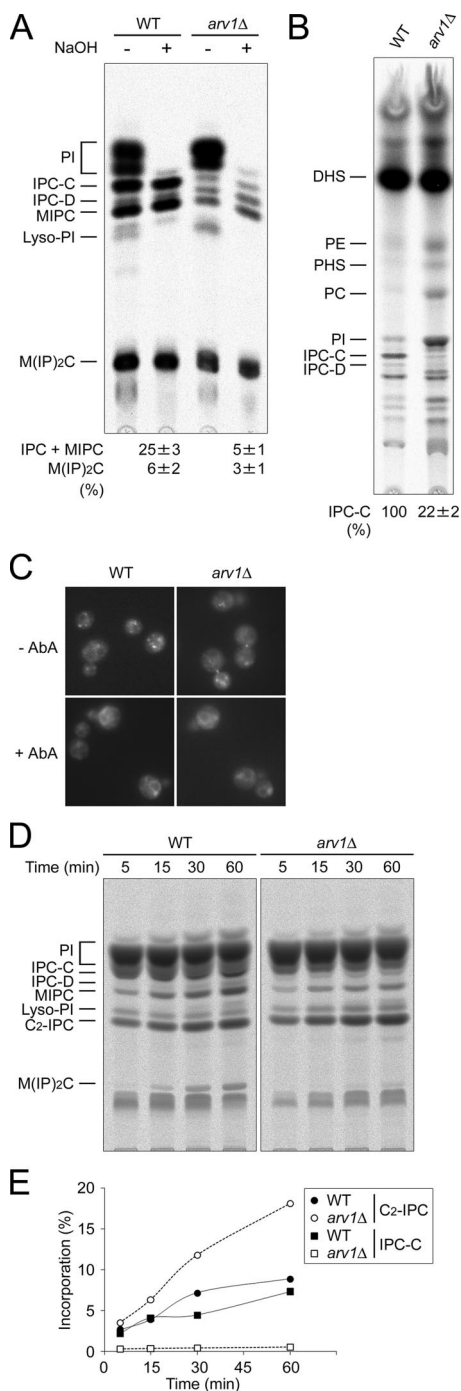 A
WT arv1Δ
NaOH - + - +
PI
IPC-C
IPC-D
MIPC
Lyso-PI
M(IP)2C
IPC + MIPC 25±3 5±1
M(IP)2C 6±2 3±1
(%)
B
WT arv1Δ
DHS
PE
PHS
PC
PI
IPC-C
IPC-D
IPC-C 100 22±2
(%)
C
WT arv1Δ
- AbA
+ AbA
D
WT arv1Δ
Time (min) 5 15 30 60 5 15 30 60
PI
IPC-C
IPC-D
MIPC
Lyso-PI
C2-IPC
M(IP)2C
E
Incorporation (%)
20
15
10
5
0
0 15 30 45 60
Time (min)
WT
arv1Δ
C2-IPC
WT
arv1Δ
IPC-C